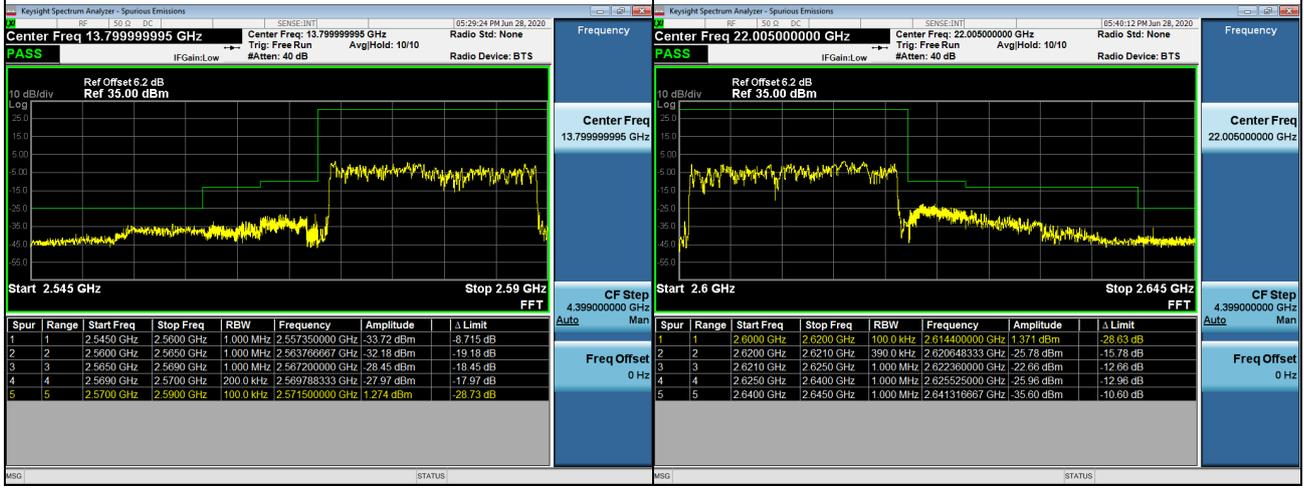 Keysight Spectrum Analyzer - Spurious Emissions
RF 50 Ω DC SENSE:INT 05:29:24 PM Jun 28, 2020
Center Freq 13.799999995 GHz
Center Freq: 13.799999995 GHz Radio Std: None
Trig: Free Run Avg|Hold: 10/10
PASS
IFGain:Low #Atten: 40 dB Radio Device: BTS
Ref Offset 6.2 dB
10 dB/div Ref 35.00 dBm
Log
25.0
15.0
5.00
-5.00
-15.0
-25.0
-35.0
-45.0
-55.0
Start 2.545 GHz Stop 2.59 GHz
FFT
Spur Range Start Freq Stop Freq RBW Frequency Amplitude Δ Limit
1 1 2.5450 GHz 2.5600 GHz 1.000 MHz 2.557350000 GHz -33.72 dBm -8.715 dB
2 2 2.5600 GHz 2.5650 GHz 1.000 MHz 2.563766667 GHz -32.18 dBm -19.18 dB
3 3 2.5650 GHz 2.5690 GHz 1.000 MHz 2.567200000 GHz -28.45 dBm -18.45 dB
4 4 2.5690 GHz 2.5700 GHz 200.0 kHz 2.569788333 GHz -27.97 dBm -17.97 dB
5 5 2.5700 GHz 2.5900 GHz 100.0 kHz 2.571500000 GHz 1.274 dBm -28.73 dB
MSG STATUS
Frequency
Center Freq
13.799999995 GHz
CF Step
4.399000000 GHz
Auto Man
Freq Offset
0 Hz
Keysight Spectrum Analyzer - Spurious Emissions
RF 50 Ω DC SENSE:INT 05:40:12 PM Jun 28, 2020
Center Freq 22.005000000 GHz
Center Freq: 22.005000000 GHz Radio Std: None
Trig: Free Run Avg|Hold: 10/10
PASS
IFGain:Low #Atten: 40 dB Radio Device: BTS
Ref Offset 6.2 dB
10 dB/div Ref 35.00 dBm
Log
25.0
15.0
5.00
-5.00
-15.0
-25.0
-35.0
-45.0
-55.0
Start 2.6 GHz Stop 2.645 GHz
FFT
Spur Range Start Freq Stop Freq RBW Frequency Amplitude Δ Limit
1 1 2.6000 GHz 2.6200 GHz 100.0 kHz 2.614400000 GHz 1.371 dBm -28.63 dB
2 2 2.6200 GHz 2.6210 GHz 390.0 kHz 2.620648333 GHz -25.78 dBm -15.78 dB
3 3 2.6210 GHz 2.6250 GHz 1.000 MHz 2.622360000 GHz -22.66 dBm -12.66 dB
4 4 2.6250 GHz 2.6400 GHz 1.000 MHz 2.625525000 GHz -25.96 dBm -12.96 dB
5 5 2.6400 GHz 2.6450 GHz 1.000 MHz 2.641316667 GHz -35.60 dBm -10.60 dB
MSG STATUS
Frequency
Center Freq
22.005000000 GHz
CF Step
4.399000000 GHz
Auto Man
Freq Offset
0 Hz